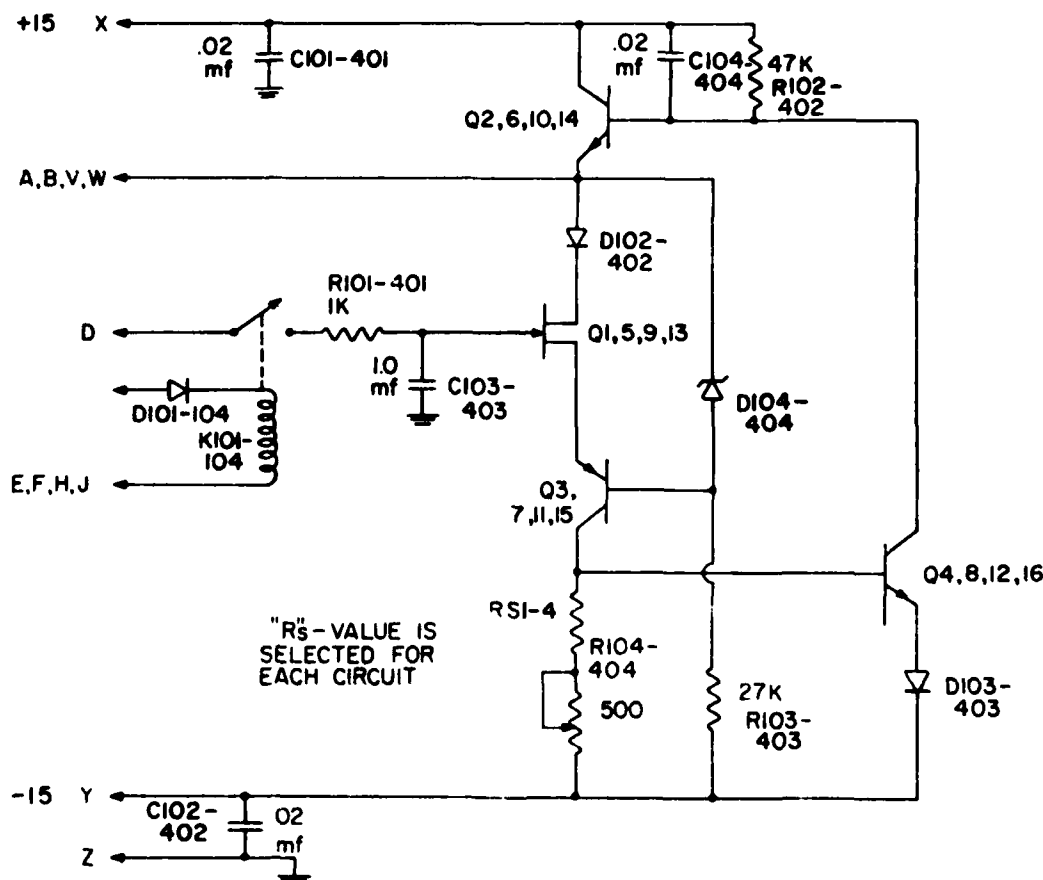 +15 X
.02
mf
C101-401
.02
mf
C104-
404
47K
R102-
402
Q2,6,10,14
A,B,V,W
D102-
402
R101-401
1K
D
Q1,5,9,13
1.0
mf
C103-
403
D101-104
K101-
104
D104-
404
E,F,H,J
Q3,
7,11,15
Q4,8,12,16
RS1-4
"R"s-VALUE IS
SELECTED FOR
EACH CIRCUIT
R104-
404
500
27K
R103-
403
D103-
403
-15 Y
C102-
402
02
mf
Z